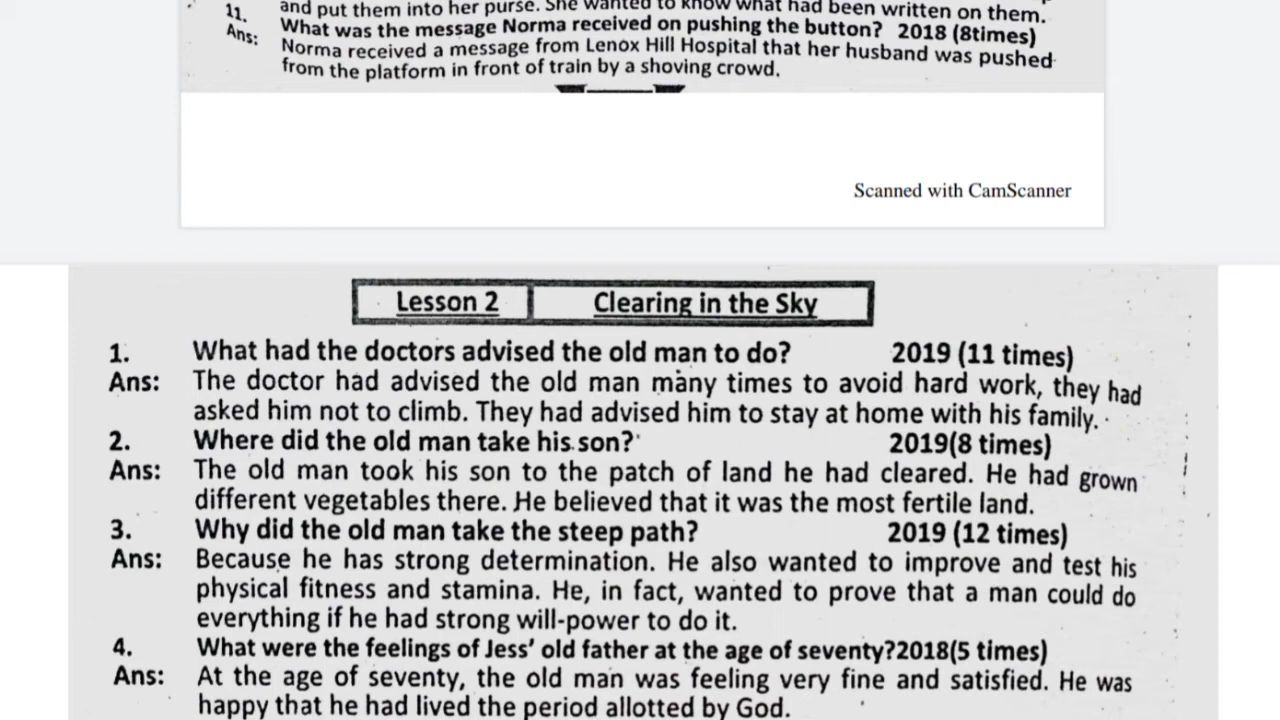 and put them into her purse. She wanted to know what had been written on them.
11. What was the message Norma received on pushing the button? 2018 (8times)
Ans: Norma received a message from Lenox Hill Hospital that her husband was pushed
from the platform in front of train by a shoving crowd.
Scanned with CamScanner
Lesson 2 Clearing in the Sky
1. What had the doctors advised the old man to do? 2019 (11 times)
Ans: The doctor had advised the old man many times to avoid hard work, they had
asked him not to climb. They had advised him to stay at home with his family.
2. Where did the old man take his son? 2019(8 times)
Ans: The old man took his son to the patch of land he had cleared. He had grown
different vegetables there. He believed that it was the most fertile land.
3. Why did the old man take the steep path? 2019 (12 times)
Ans: Because he has strong determination. He also wanted to improve and test his
physical fitness and stamina. He, in fact, wanted to prove that a man could do
everything if he had strong will-power to do it.
4. What were the feelings of Jess' old father at the age of seventy?2018(5 times)
Ans: At the age of seventy, the old man was feeling very fine and satisfied. He was
happy that he had lived the period allotted by God.